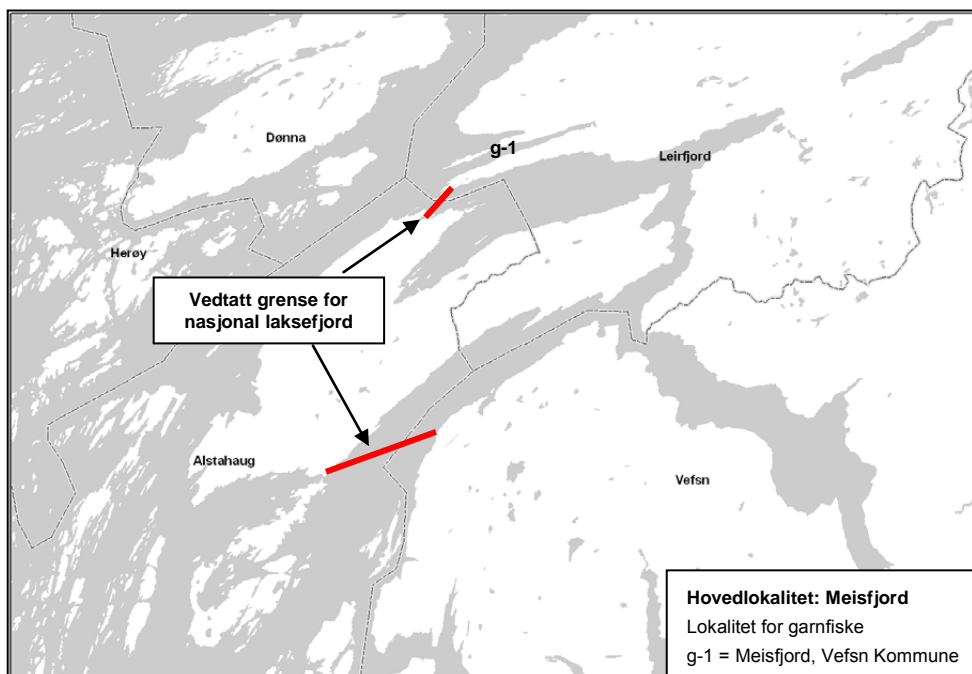 Dønna
g-1
Leirfjord
Herøy
Vedtatt grense for
nasjonal laksefjord
Alstahaug
Vefsn
Hovedlokalitet: Meisfjord
Lokalitet for garnfiske
g-1 = Meisfjord, Vefsn Kommune